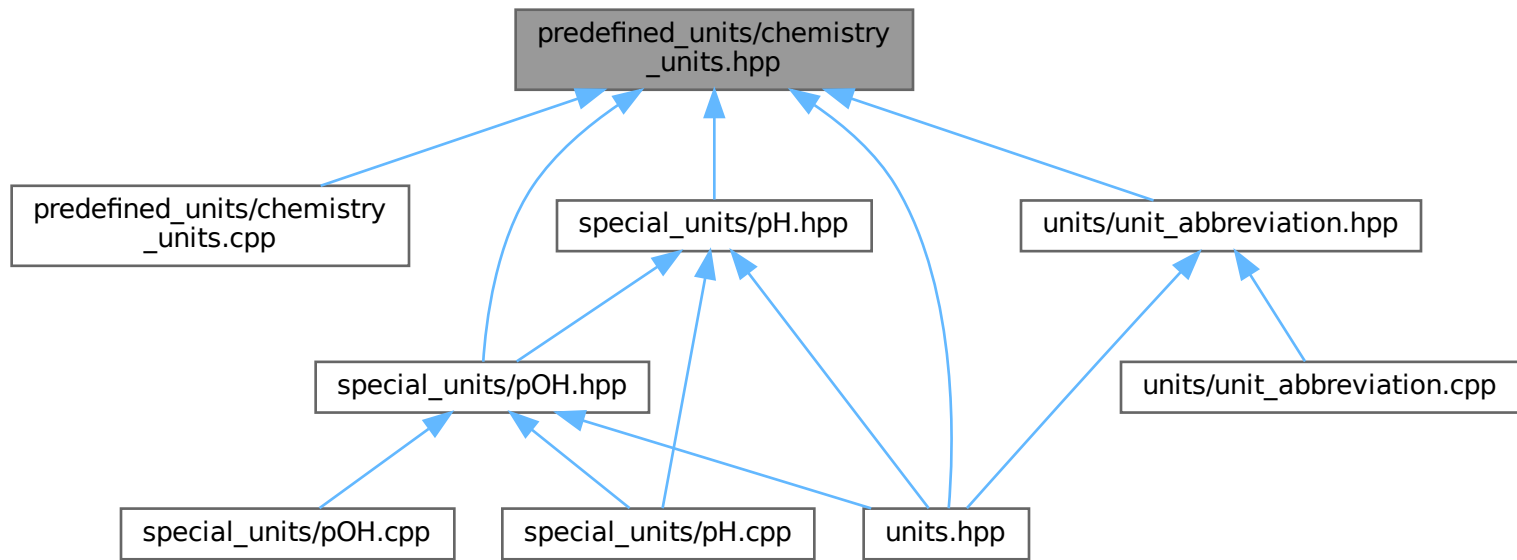 predefined_units/chemistry
_units.hpp
predefined_units/chemistry
_units.cpp
special_units/pH.hpp
units/unit_abbreviation.hpp
special_units/pOH.hpp
units/unit_abbreviation.cpp
special_units/pOH.cpp
special_units/pH.cpp
units.hpp